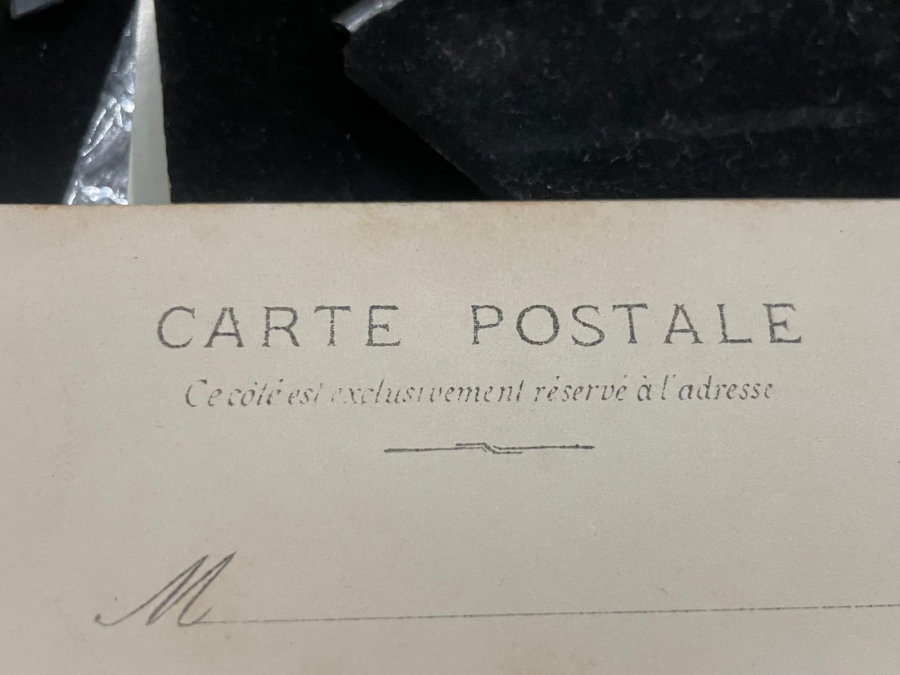 CARTE POSTALE
Ce côté est exclusivement réservé à l'adresse
M